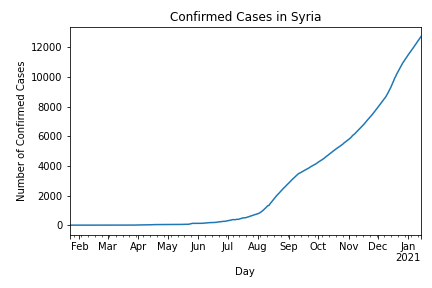 Confirmed Cases in Syria
Number of Confirmed Cases
12000
10000
8000
6000
4000
2000
0
Feb Mar Apr May Jun Jul Aug Sep Oct Nov Dec Jan
2021
Day